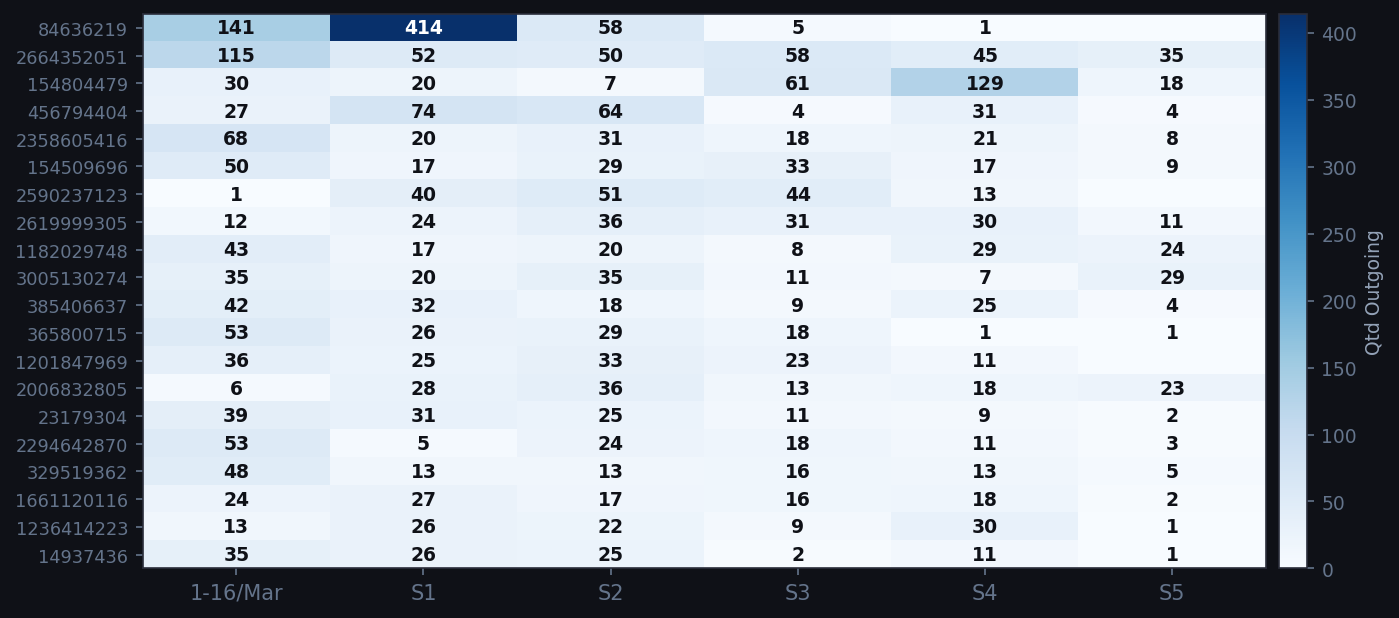 84636219 141 414 58 5 1 400
2664352051 115 52 50 58 45 35
154804479 30 20 7 61 129 18 350
456794404 27 74 64 4 31 4
2358605416 68 20 31 18 21 8 300
154509696 50 17 29 33 17 9
2590237123 1 40 51 44 13
2619999305 12 24 36 31 30 11 250
1182029748 43 17 20 8 29 24
3005130274 35 20 35 11 7 29 200
385406637 42 32 18 9 25 4
365800715 53 26 29 18 1 1
1201847969 36 25 33 23 11 150
2006832805 6 28 36 13 18 23
23179304 39 31 25 11 9 2 100
2294642870 53 5 24 18 11 3
329519362 48 13 13 16 13 5
1661120116 24 27 17 16 18 2 50
1236414223 13 26 22 9 30 1
14937436 35 26 25 2 11 1 0
1-16/Mar S1 S2 S3 S4 S5
Qtd Outgoing